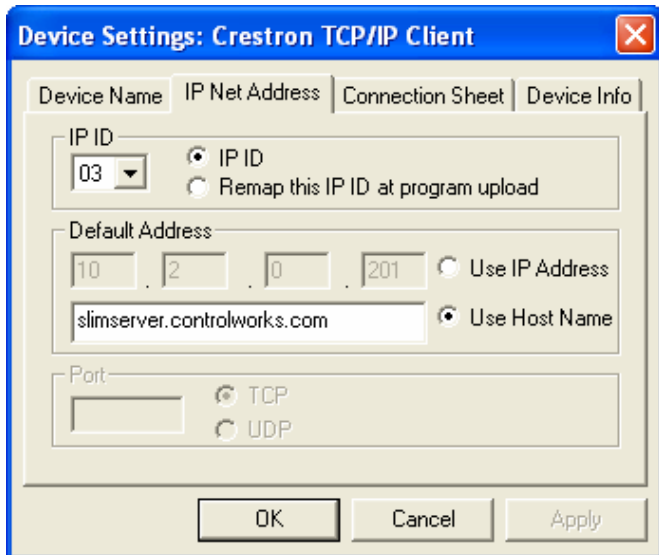 Device Settings: Crestron TCP/IP Client
Device Name IP Net Address Connection Sheet Device Info
IP ID
03 IP ID
Remap this IP ID at program upload
Default Address
10 . 2 . 0 . 201 Use IP Address
slimserver.controlworks.com Use Host Name
Port
TCP
UDP
OK Cancel Apply